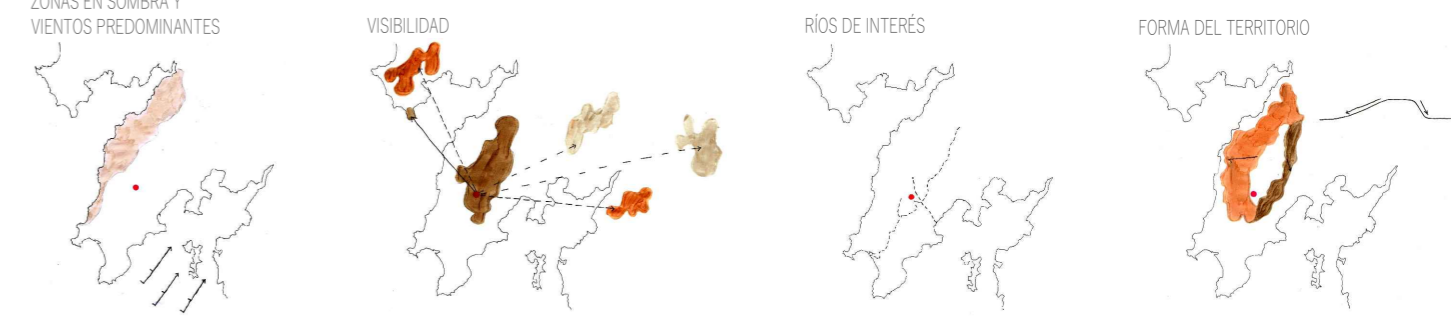 ZONAS EN SOMBRA Y
VIENTOS PREDOMINANTES
VISIBILIDAD
RÍOS DE INTERÉS
FORMA DEL TERRITORIO